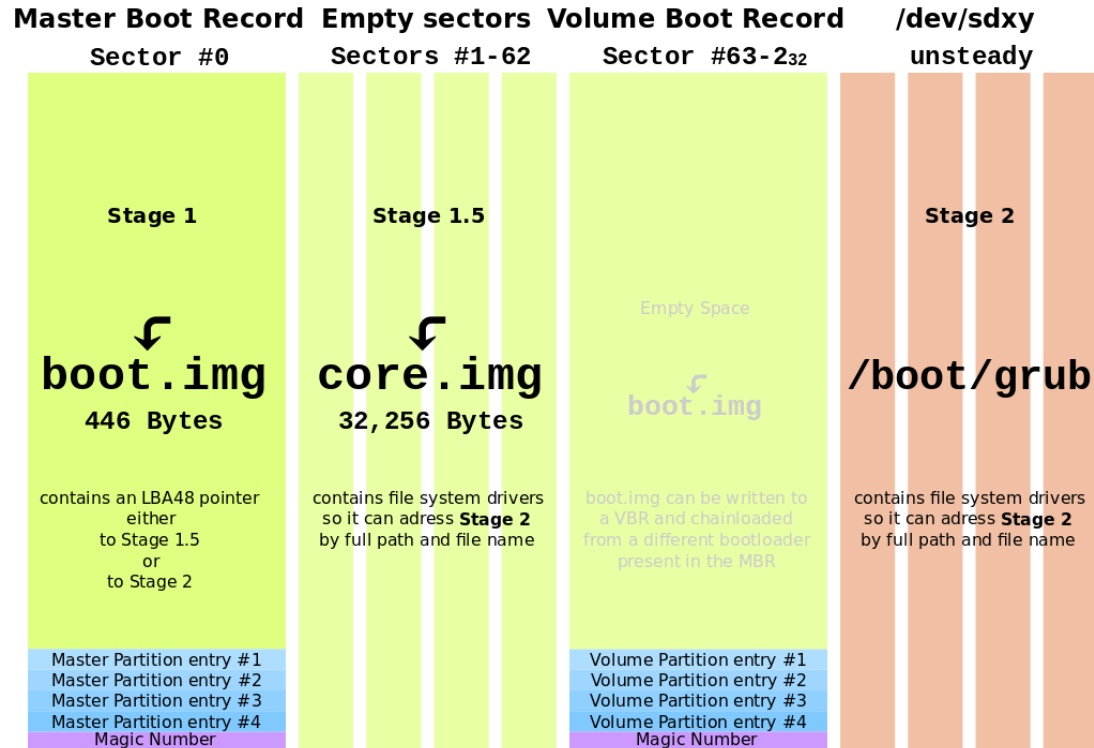 Master Boot Record
Sector #0
Stage 1
boot.img
446 Bytes
contains an LBA48 pointer
either
to Stage 1.5
or
to Stage 2
Master Partition entry #1
Master Partition entry #2
Master Partition entry #3
Master Partition entry #4
Magic Number
Empty sectors
Sectors #1-62
Stage 1.5
core.img
32,256 Bytes
contains file system drivers
so it can adress Stage 2
by full path and file name
Volume Boot Record
Sector #63-2₃₂
Empty Space
boot.img
boot.img can be written to
a VBR and chainloaded
from a different bootloader
present in the MBR
Volume Partition entry #1
Volume Partition entry #2
Volume Partition entry #3
Volume Partition entry #4
Magic Number
/dev/sdxy
unsteady
Stage 2
/boot/grub
contains file system drivers
so it can adress Stage 2
by full path and file name